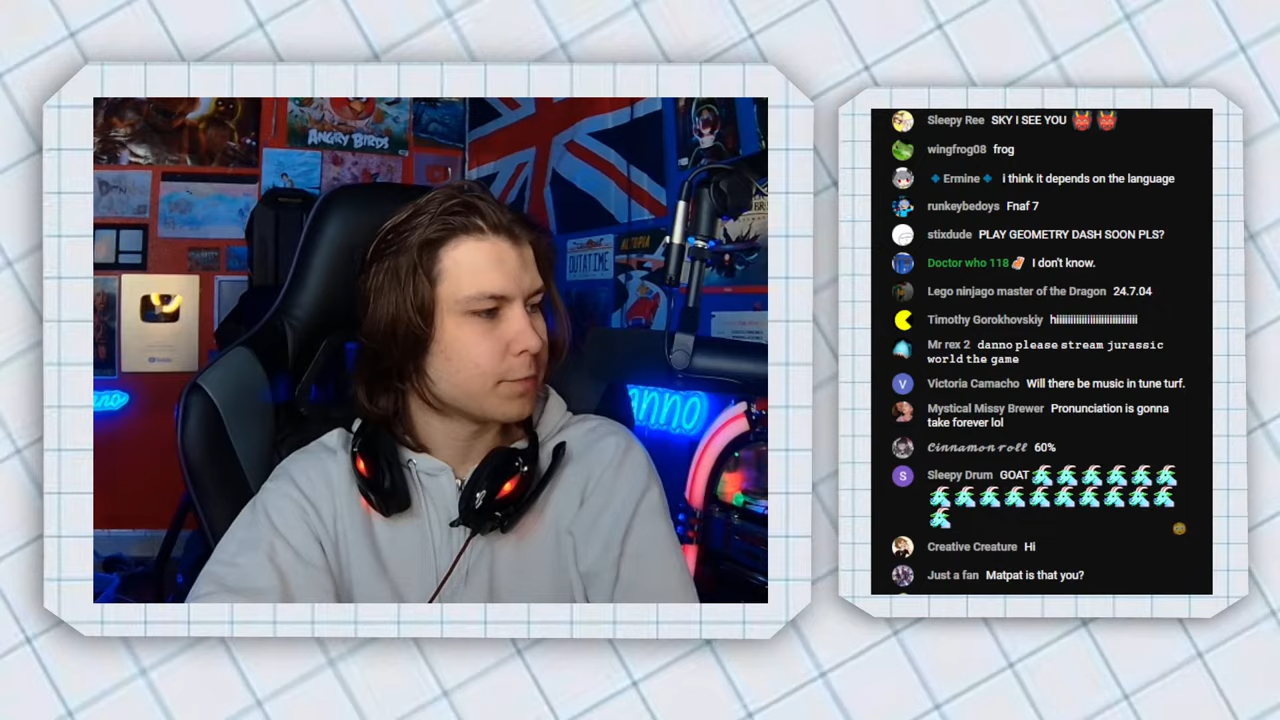 ANGRY BIRDS
OUTATIME
anno
Sleepy Ree SKY I SEE YOU
wingfrog08 frog
Ermine i think it depends on the language
runkeybedoys Fnaf 7
stixdude PLAY GEOMETRY DASH SOON PLS?
Doctor who 118 I don't know.
Lego ninjago master of the Dragon 24.7.04
Timothy Gorokhovskiy hiiiiiiiiiiiiiiiiiiiiiiiiiiiiii
Mr rex 2 danno please stream jurassic
world the game
V
Victoria Camacho Will there be music in tune turf.
Mystical Missy Brewer Pronunciation is gonna
take forever lol
𝓒𝓲𝓷𝓷𝓪𝓶𝓸𝓷 𝓻𝓸𝓵𝓵 60%
S
Sleepy Drum GOAT
Creative Creature Hi
Just a fan Matpat is that you?